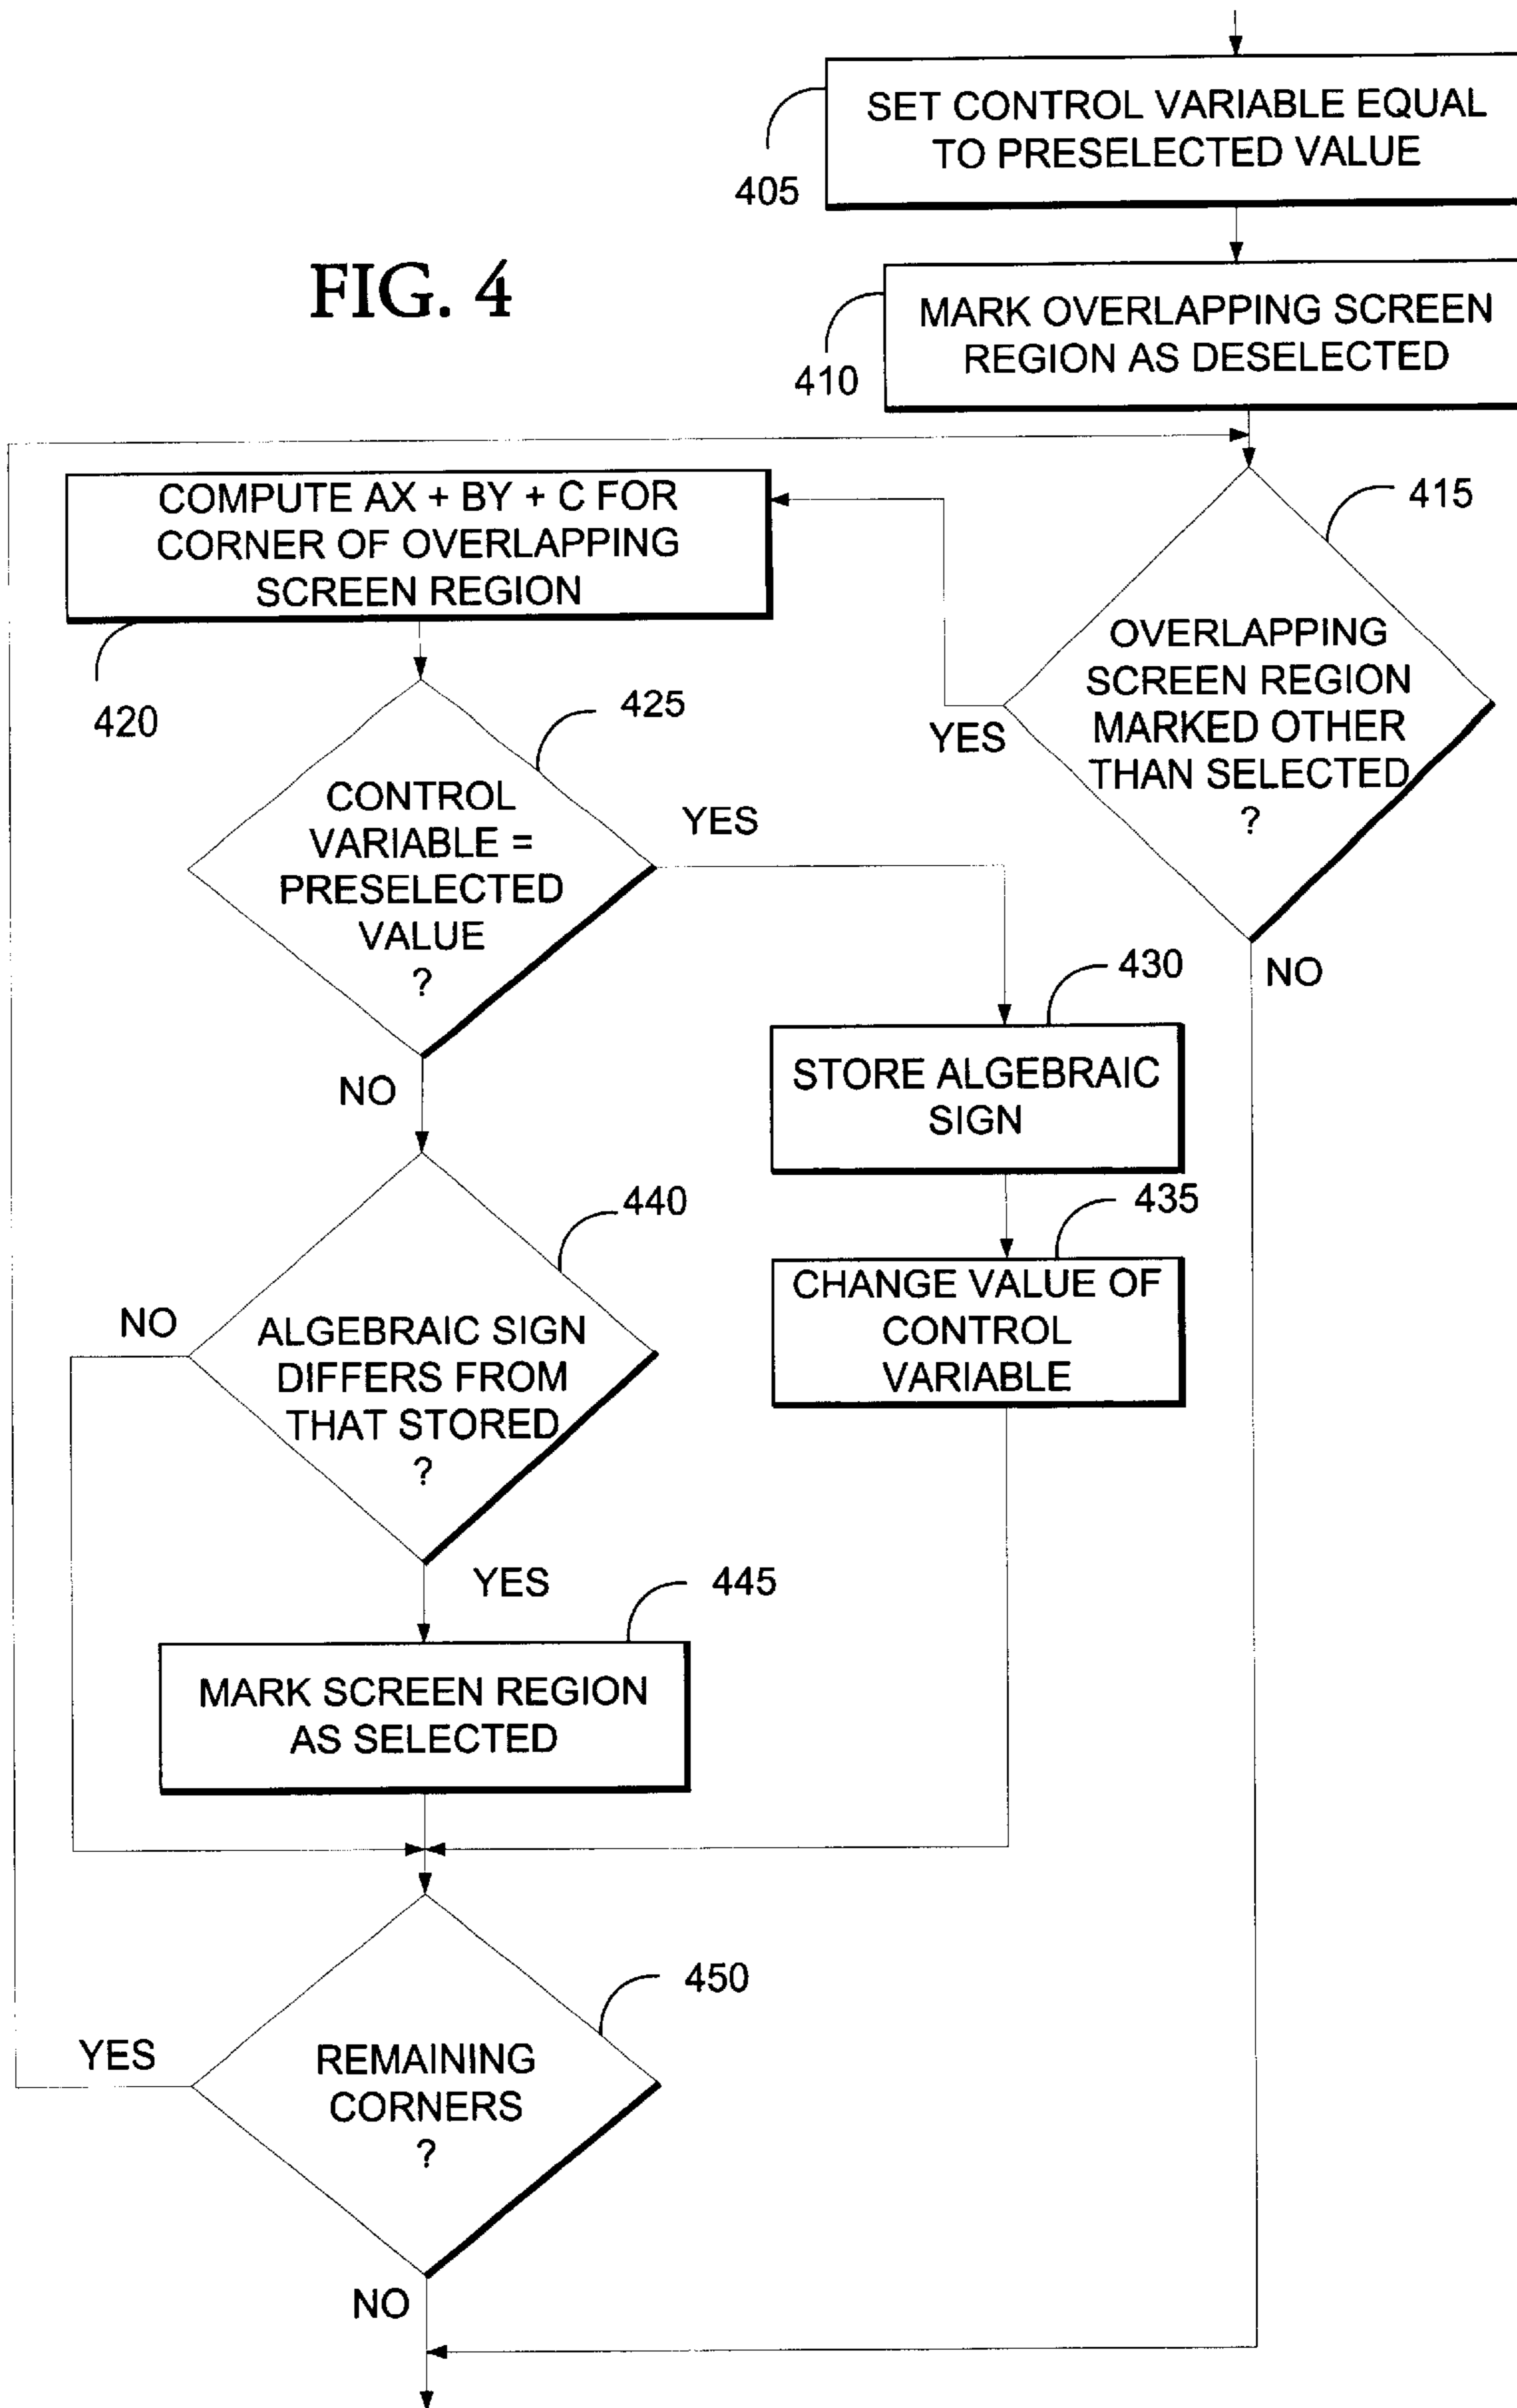 SET CONTROL VARIABLE EQUAL
TO PRESELECTED VALUE
405
FIG. 4
MARK OVERLAPPING SCREEN
REGION AS DESELECTED
410
COMPUTE AX + BY + C FOR
CORNER OF OVERLAPPING
SCREEN REGION
420
415
OVERLAPPING
SCREEN REGION
MARKED OTHER
THAN SELECTED
?
YES
NO
425
CONTROL
VARIABLE =
PRESELECTED
VALUE
?
YES
NO
430
STORE ALGEBRAIC
SIGN
435
CHANGE VALUE OF
CONTROL
VARIABLE
440
ALGEBRAIC SIGN
DIFFERS FROM
THAT STORED
?
NO
YES
445
MARK SCREEN REGION
AS SELECTED
450
REMAINING
CORNERS
?
YES
NO